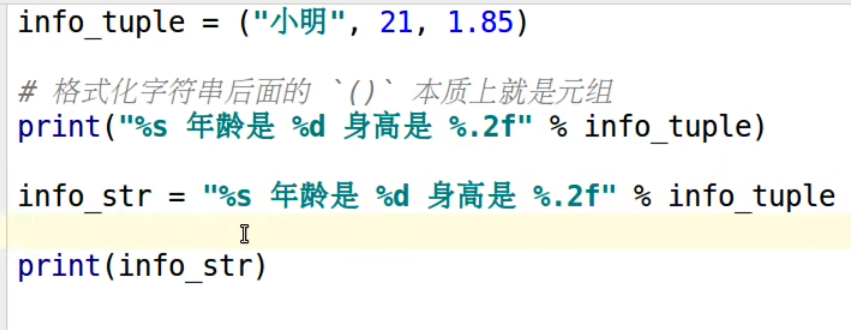 info_tuple = ("小明", 21, 1.85)
# 格式化字符串后面的 `()` 本质上就是元组
print("%s 年龄是 %d 身高是 %.2f" % info_tuple)
info_str = "%s 年龄是 %d 身高是 %.2f" % info_tuple
print(info_str)